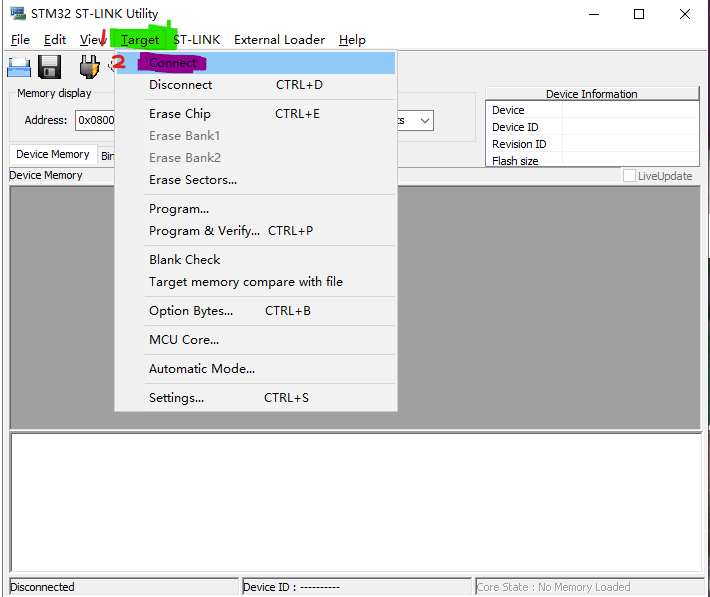 STM32 ST-LINK Utility
File Edit View Target ST-LINK External Loader Help
1
2
Connect
Disconnect CTRL+D
Erase Chip CTRL+E
Erase Bank1
Erase Bank2
Erase Sectors...
Program...
Program & Verify... CTRL+P
Blank Check
Target memory compare with file
Option Bytes... CTRL+B
MCU Core...
Automatic Mode...
Settings... CTRL+S
Memory display
Address: 0x0800
Device Information
Device
Device ID
Revision ID
Flash size
Device Memory
Device Memory
LiveUpdate
Disconnected
Device ID : ----------
Core State : No Memory Loaded